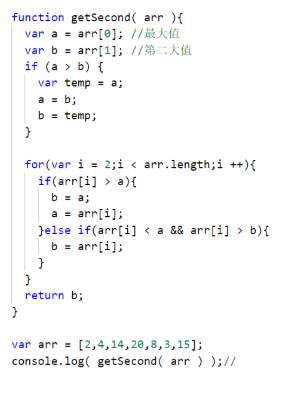 function getSecond( arr ){
  var a = arr[0]; //最大值
  var b = arr[1]; //第二大值
  if (a > b) {
    var temp = a;
    a = b;
    b = temp;
  }

  for(var i = 2;i < arr.length;i ++){
    if(arr[i] > a){
      b = a;
      a = arr[i];
    }else if(arr[i] < a && arr[i] > b){
      b = arr[i];
    }
  }
  return b;
}

var arr = [2,4,14,20,8,3,15];
console.log( getSecond( arr ) );//